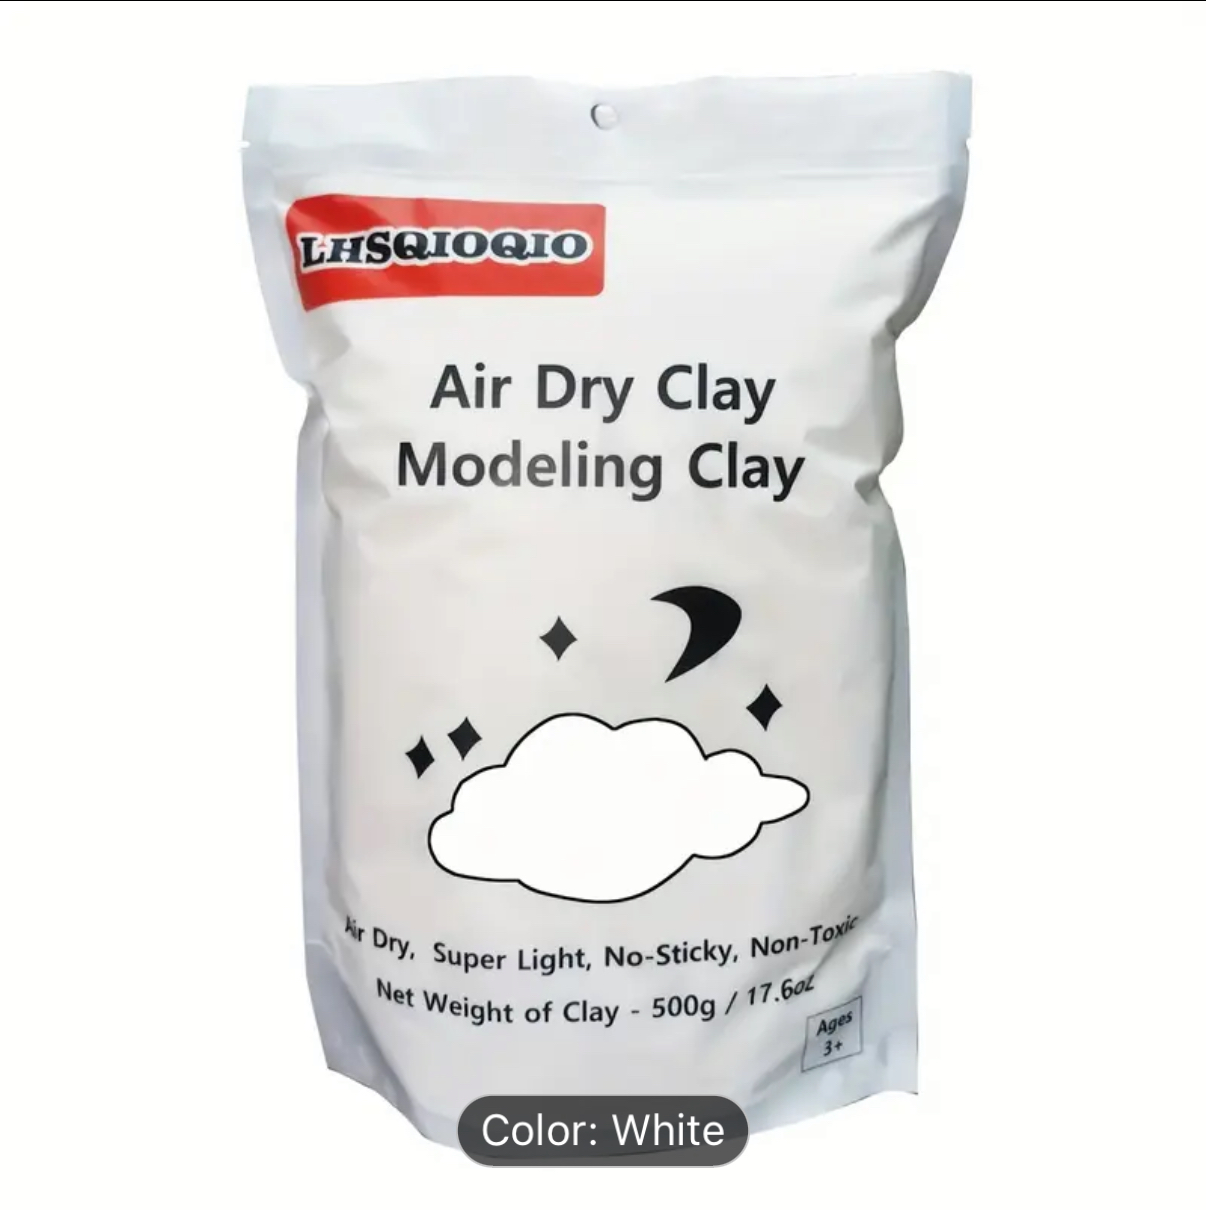 LHSQIOQIO
Air Dry Clay
Modeling Clay
Air Dry, Super Light, No-Sticky, Non-Toxic
Net Weight of Clay - 500g / 17.6oz
Ages
3+
Color: White